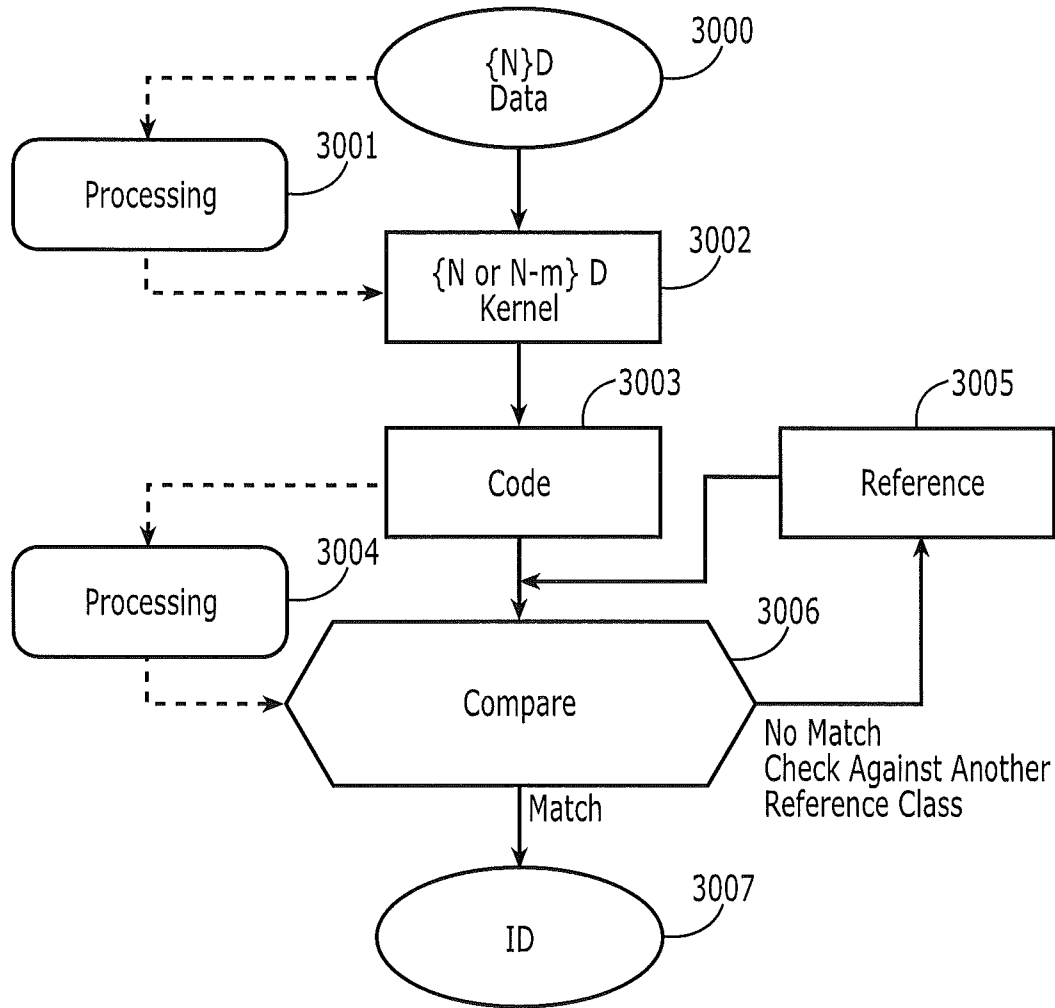 3000
{N}D
Data
3001
Processing
3002
{N or N-m} D
Kernel
3003
Code
3005
Reference
3004
Processing
3006
Compare
No Match
Check Against Another
Reference Class
Match
3007
ID